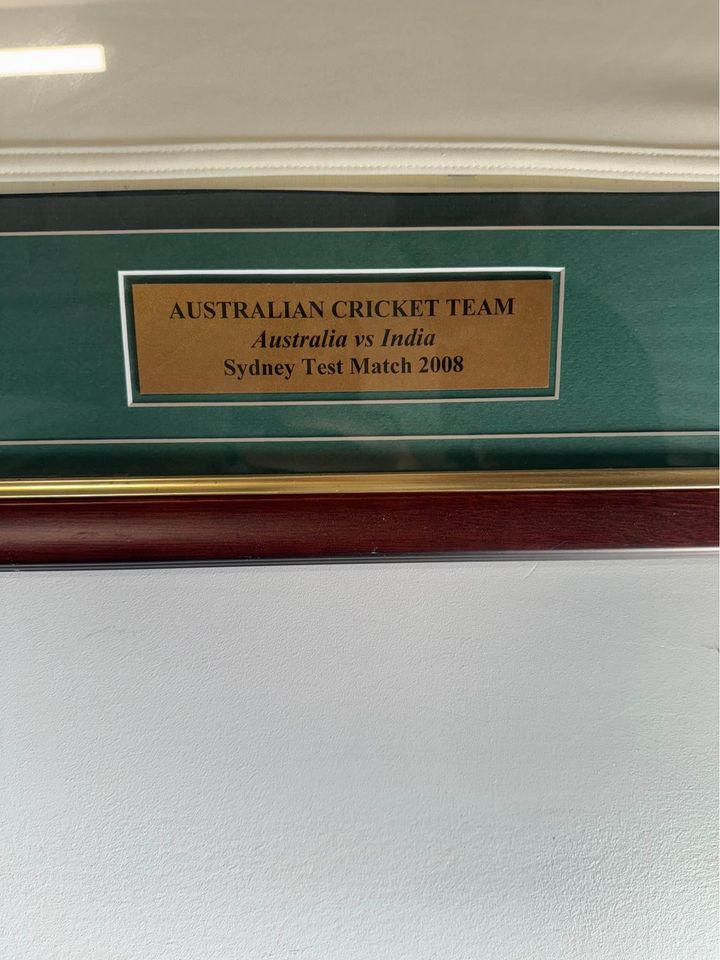 AUSTRALIAN CRICKET TEAM
Australia vs India
Sydney Test Match 2008